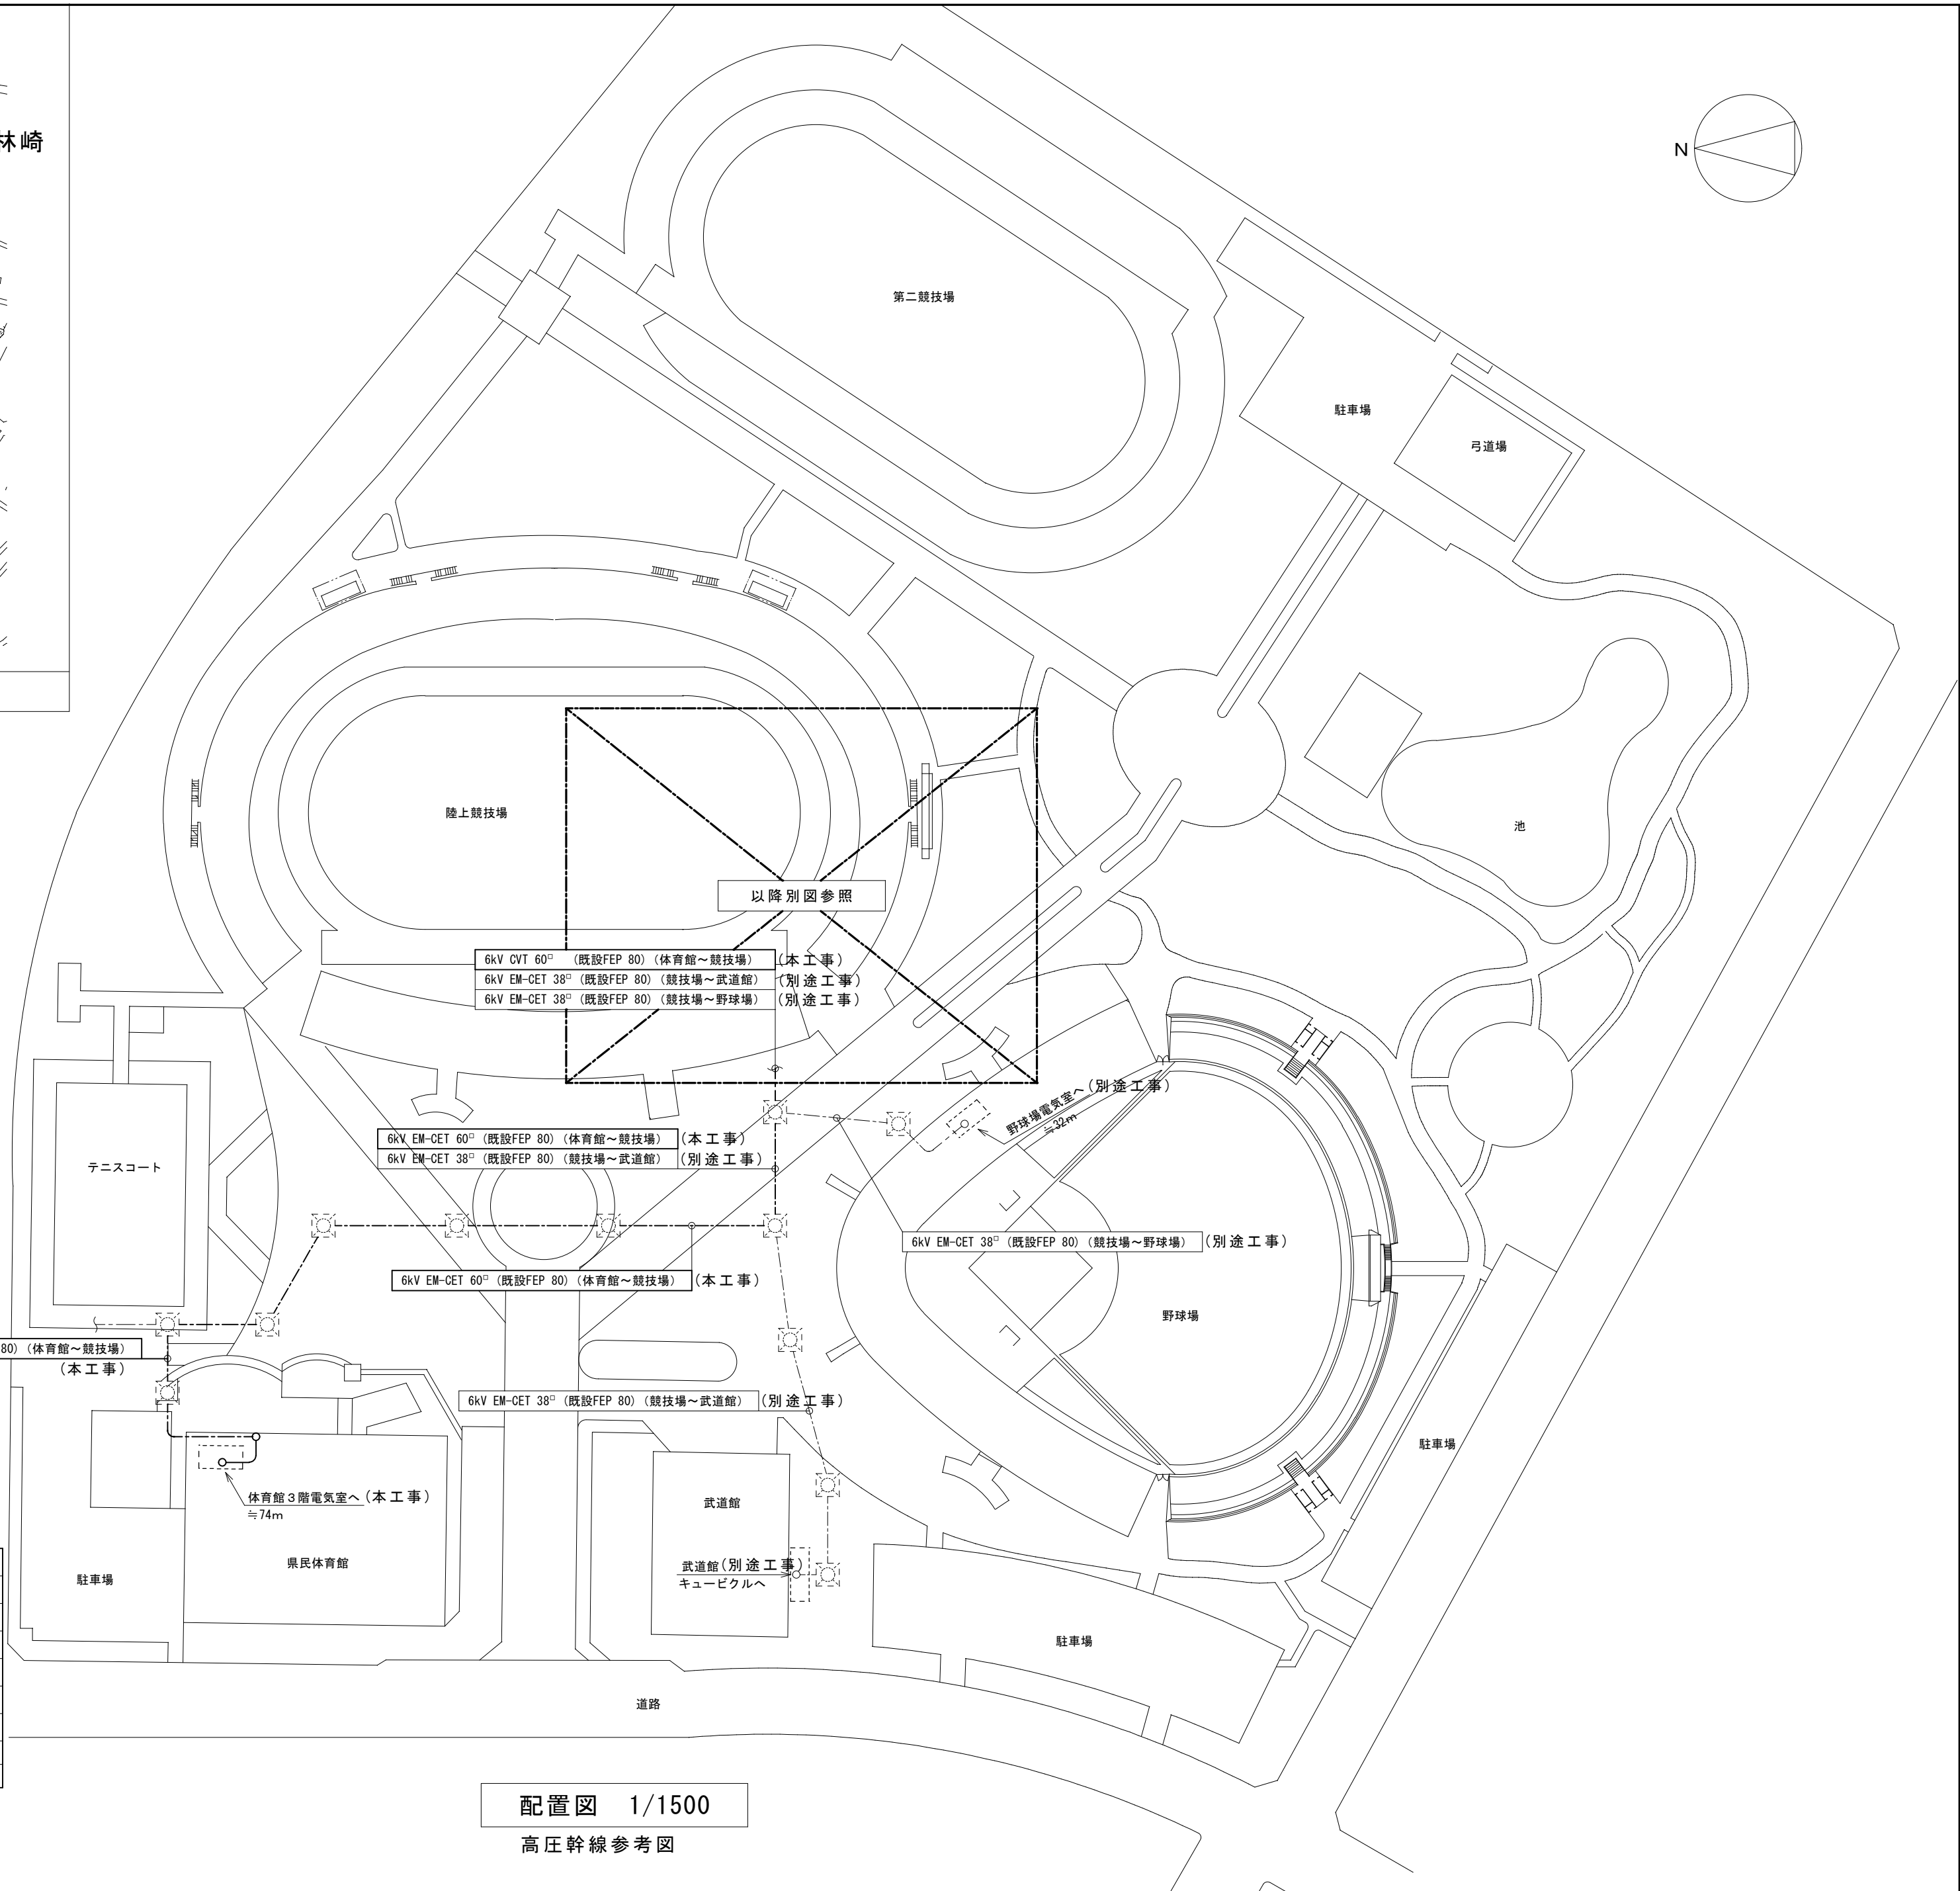 林崎
N
第二競技場
駐車場
弓道場
陸上競技場
池
以降別図参照
6kV CVT 60□ (既設FEP 80)(体育館～競技場) (本工事)
6kV EM-CET 38□ (既設FEP 80)(競技場～武道館) (別途工事)
6kV EM-CET 38□ (既設FEP 80)(競技場～野球場) (別途工事)
野球場電気室へ (別途工事)
≒32m
6kV EM-CET 60□ (既設FEP 80)(体育館～競技場) (本工事)
6kV EM-CET 38□ (既設FEP 80)(競技場～武道館) (別途工事)
テニスコート
6kV EM-CET 38□ (既設FEP 80)(競技場～野球場) (別途工事)
6kV EM-CET 60□ (既設FEP 80)(体育館～競技場) (本工事)
野球場
80)(体育館～競技場)
(本工事)
6kV EM-CET 38□ (既設FEP 80)(競技場～武道館) (別途工事)
駐車場
体育館3階電気室へ (本工事)
≒74m
武道館
県民体育館
駐車場
武道館 (別途工事)
キュービクルへ
駐車場
道路
配置図 1/1500
高圧幹線参考図